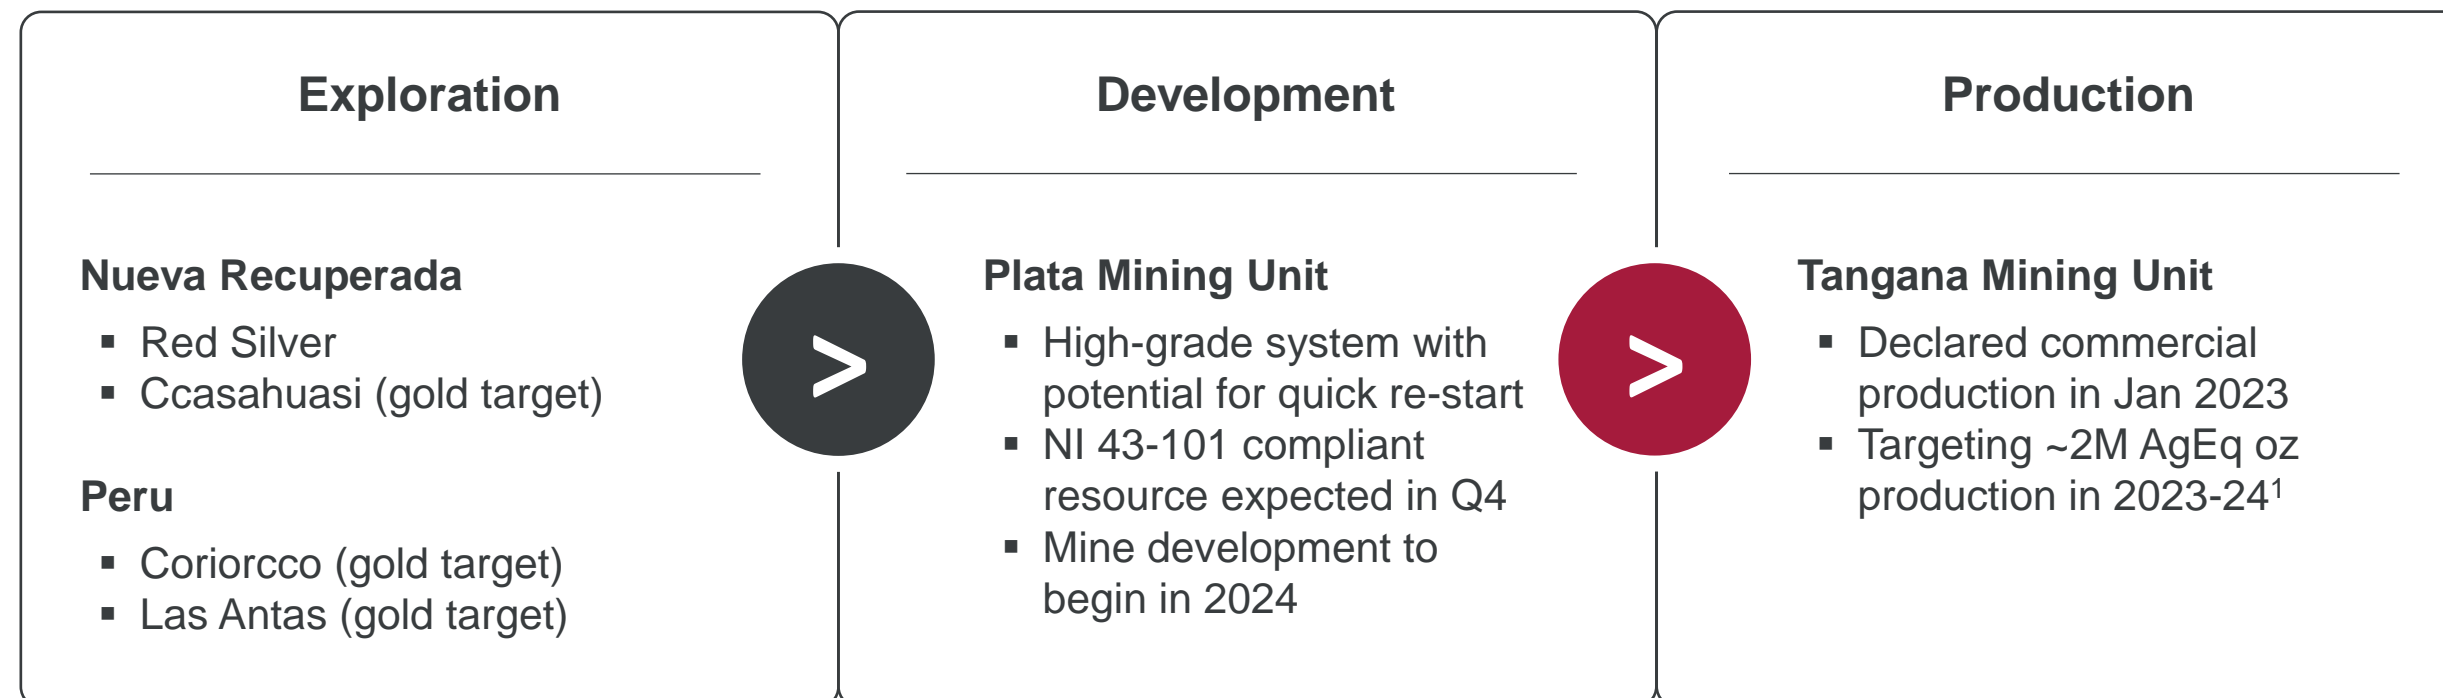 Exploration
Nueva Recuperada
▪ Red Silver
▪ Ccasahuasi (gold target)
Peru
▪ Coriorcco (gold target)
▪ Las Antas (gold target)
>
Development
Plata Mining Unit
▪ High-grade system with
potential for quick re-start
▪ NI 43-101 compliant
resource expected in Q4
▪ Mine development to
begin in 2024
>
Production
Tangana Mining Unit
▪ Declared commercial
production in Jan 2023
▪ Targeting ~2M AgEq oz
production in 2023-24¹